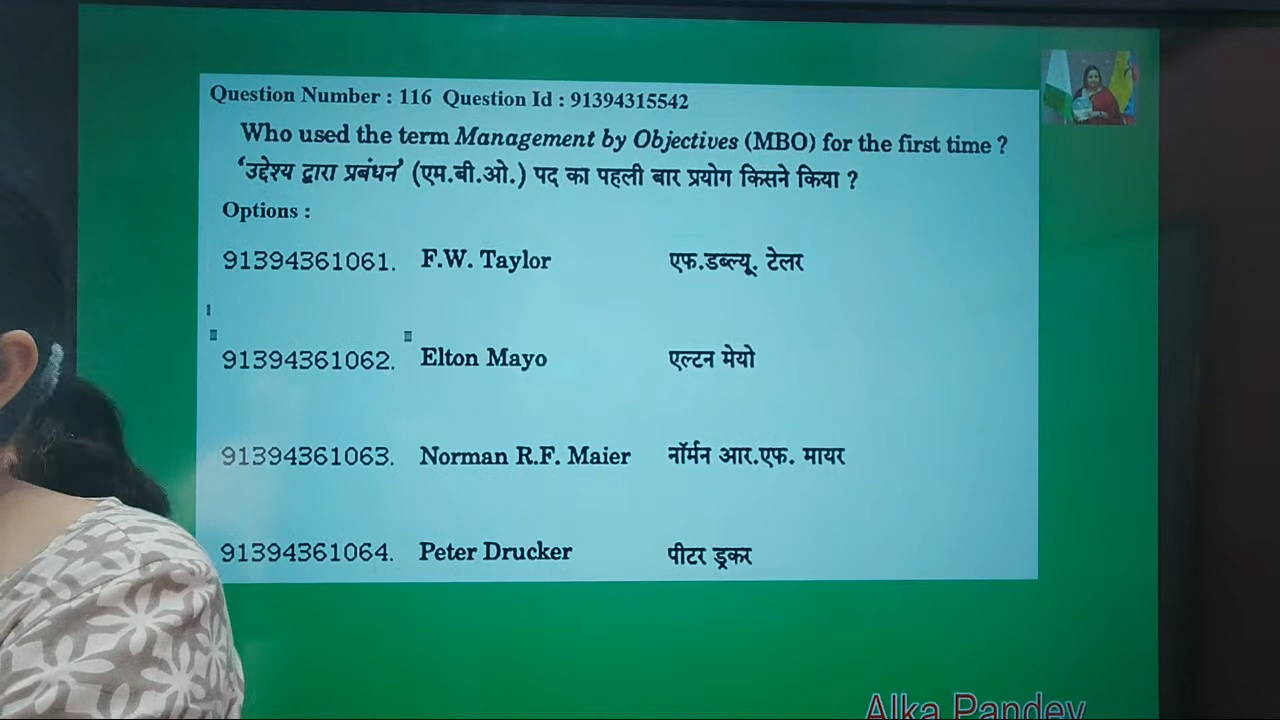 Question Number : 116 Question Id : 91394315542
Who used the term Management by Objectives (MBO) for the first time ?
'उद्देश्य द्वारा प्रबंधन' (एम.बी.ओ.) पद का पहली बार प्रयोग किसने किया ?
Options :
91394361061. F.W. Taylor एफ.डब्ल्यू. टेलर
91394361062. Elton Mayo एल्टन मेयो
91394361063. Norman R.F. Maier नॉर्मन आर.एफ. मायर
91394361064. Peter Drucker पीटर ड्रकर
Alka Pandey